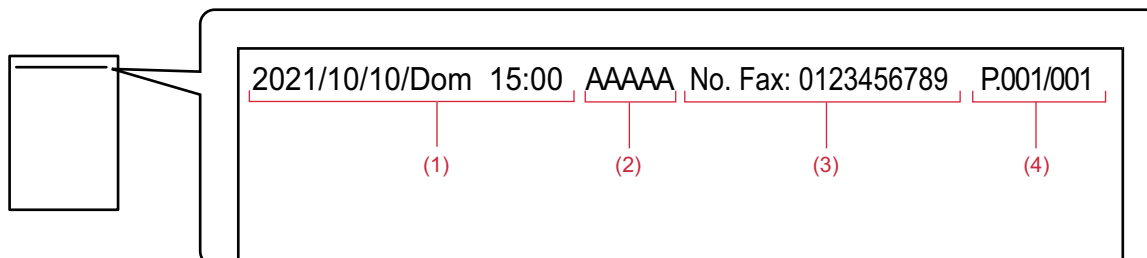 2021/10/10/Dom 15:00 AAAAA No. Fax: 0123456789 P.001/001
(1) (2) (3) (4)